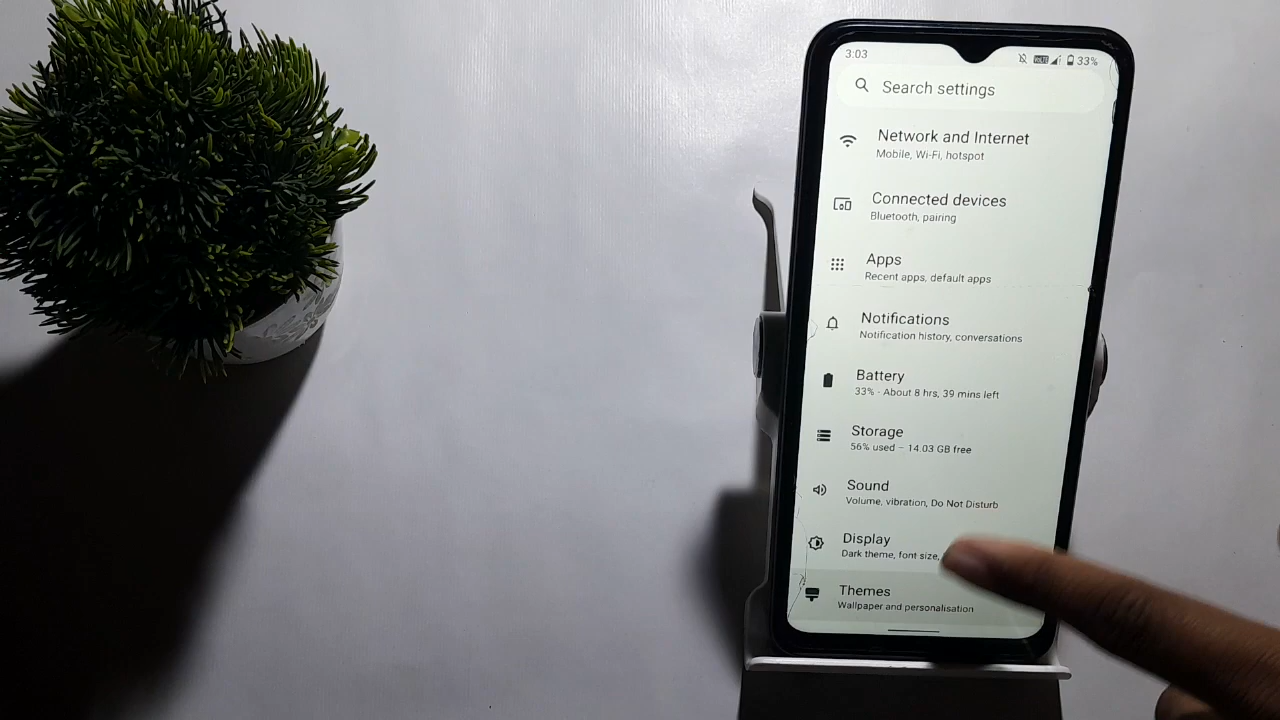 3:03
VoLTE
33%
Search settings
Network and Internet
Mobile, Wi-Fi, hotspot
Connected devices
Bluetooth, pairing
Apps
Recent apps, default apps
Notifications
Notification history, conversations
Battery
33% - About 8 hrs, 39 mins left
Storage
56% used – 14.03 GB free
Sound
Volume, vibration, Do Not Disturb
Display
Dark theme, font size,
Themes
Wallpaper and personalisation